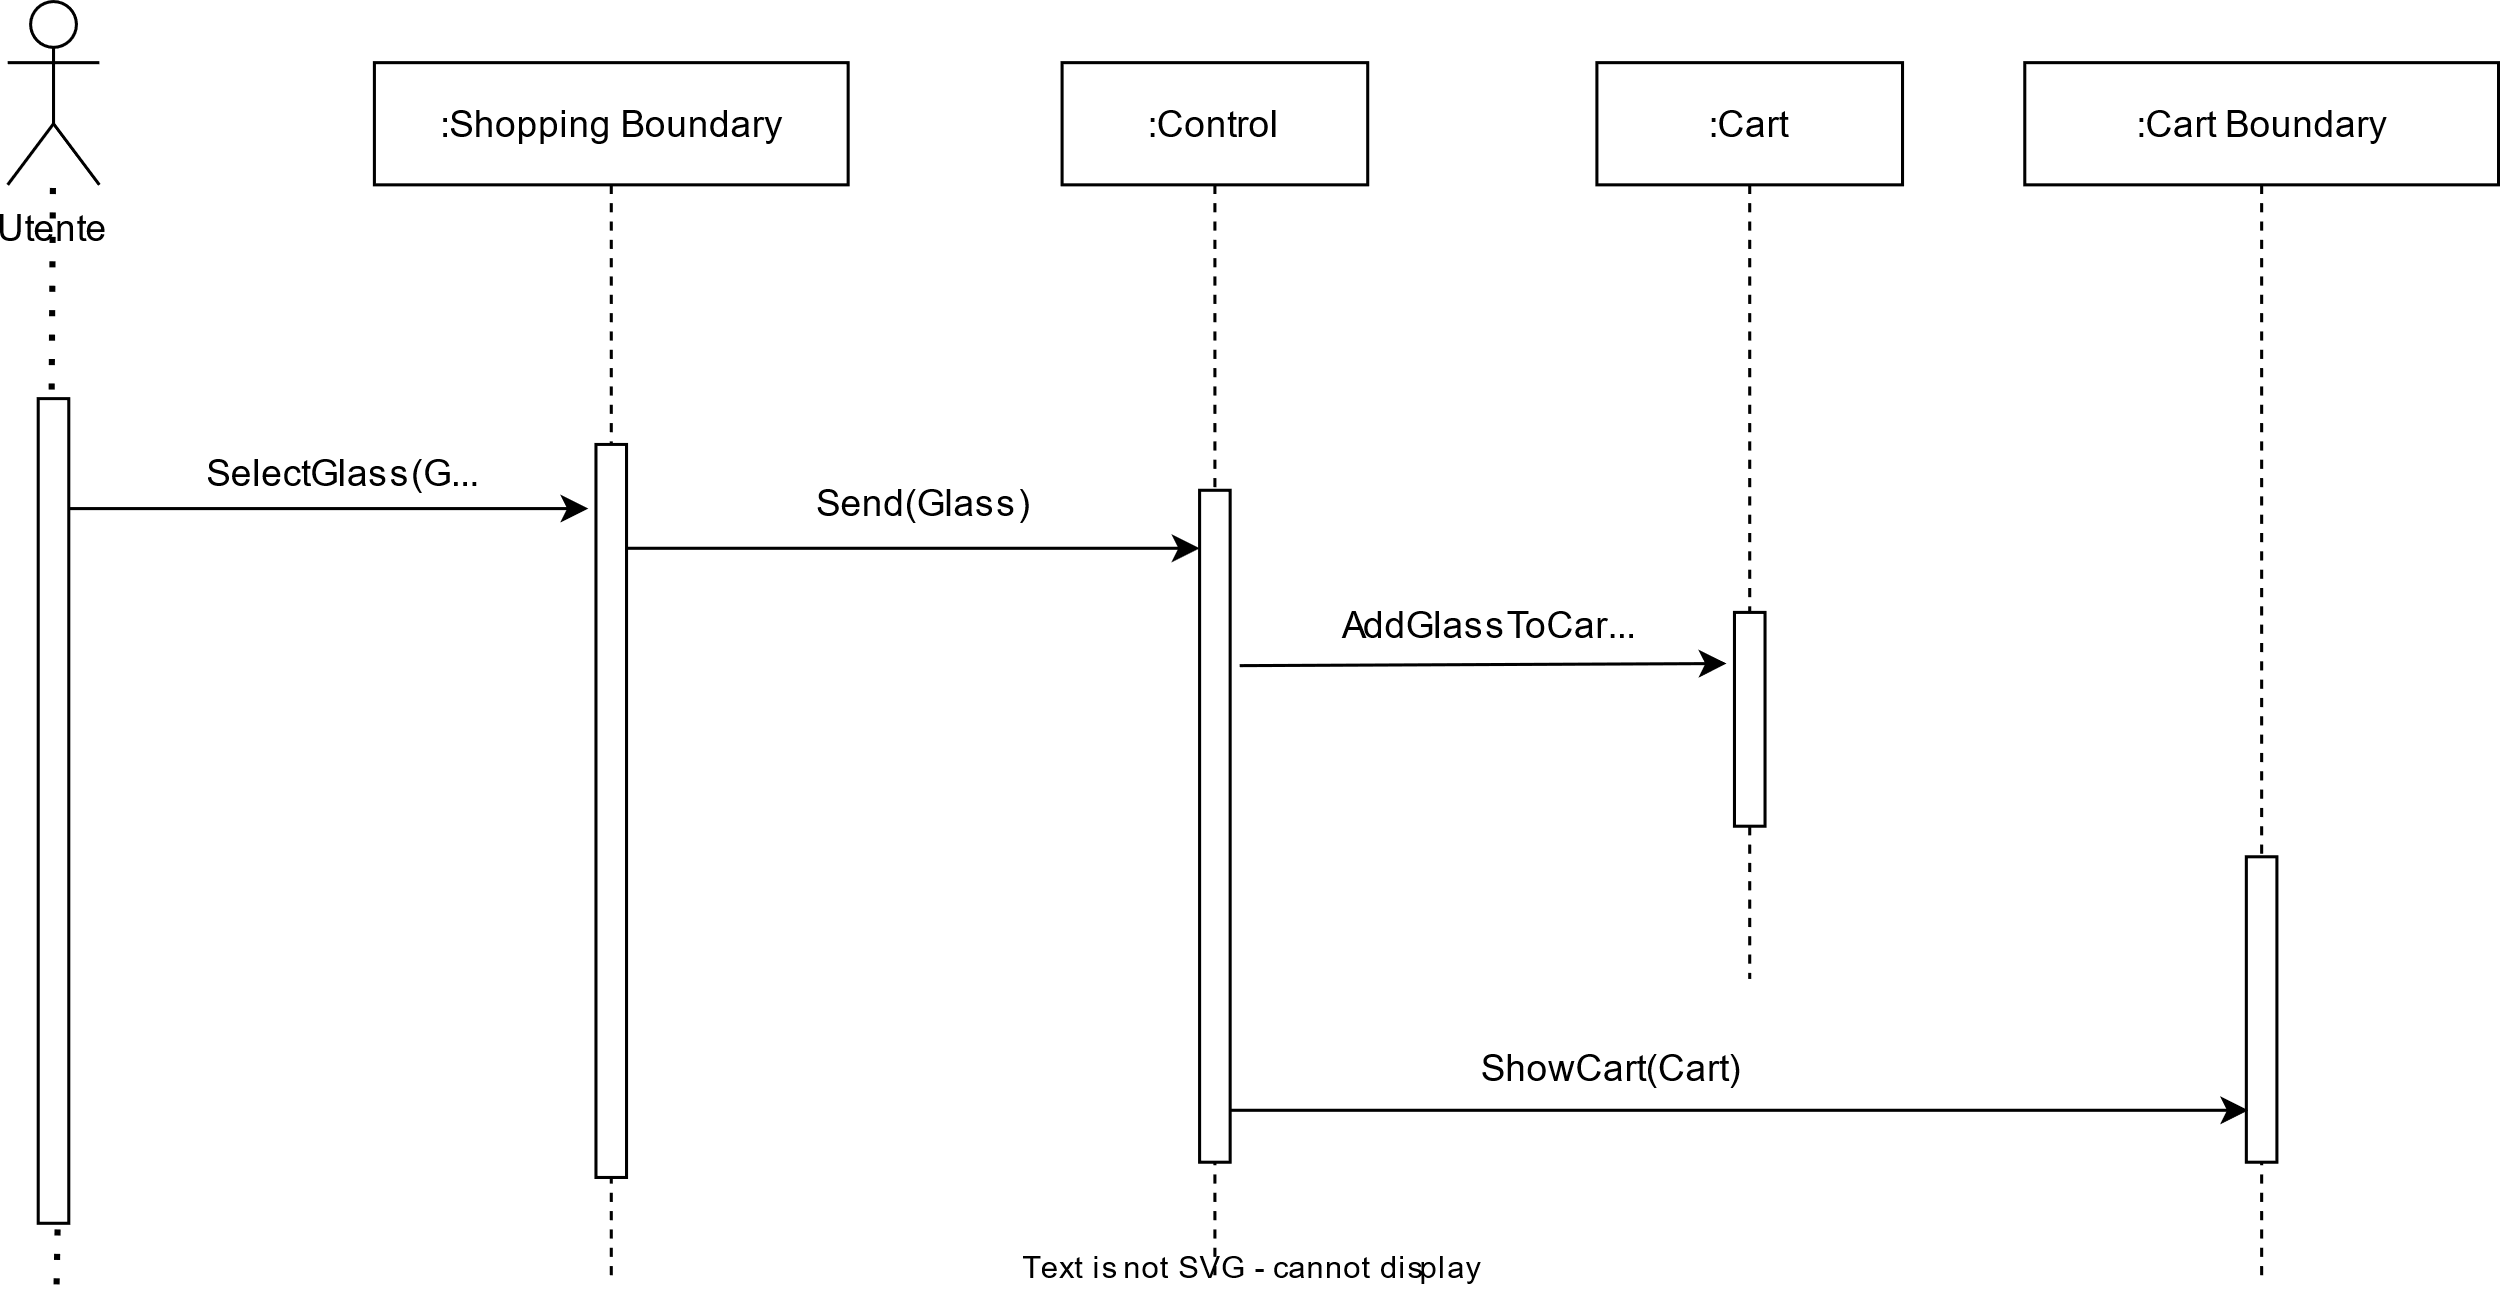 :Shopping Boundary
:Control
:Cart
:Cart Boundary
Utente
SelectGlass(G...
Send(Glass)
AddGlassToCar...
ShowCart(Cart)
Text is not SVG - cannot display